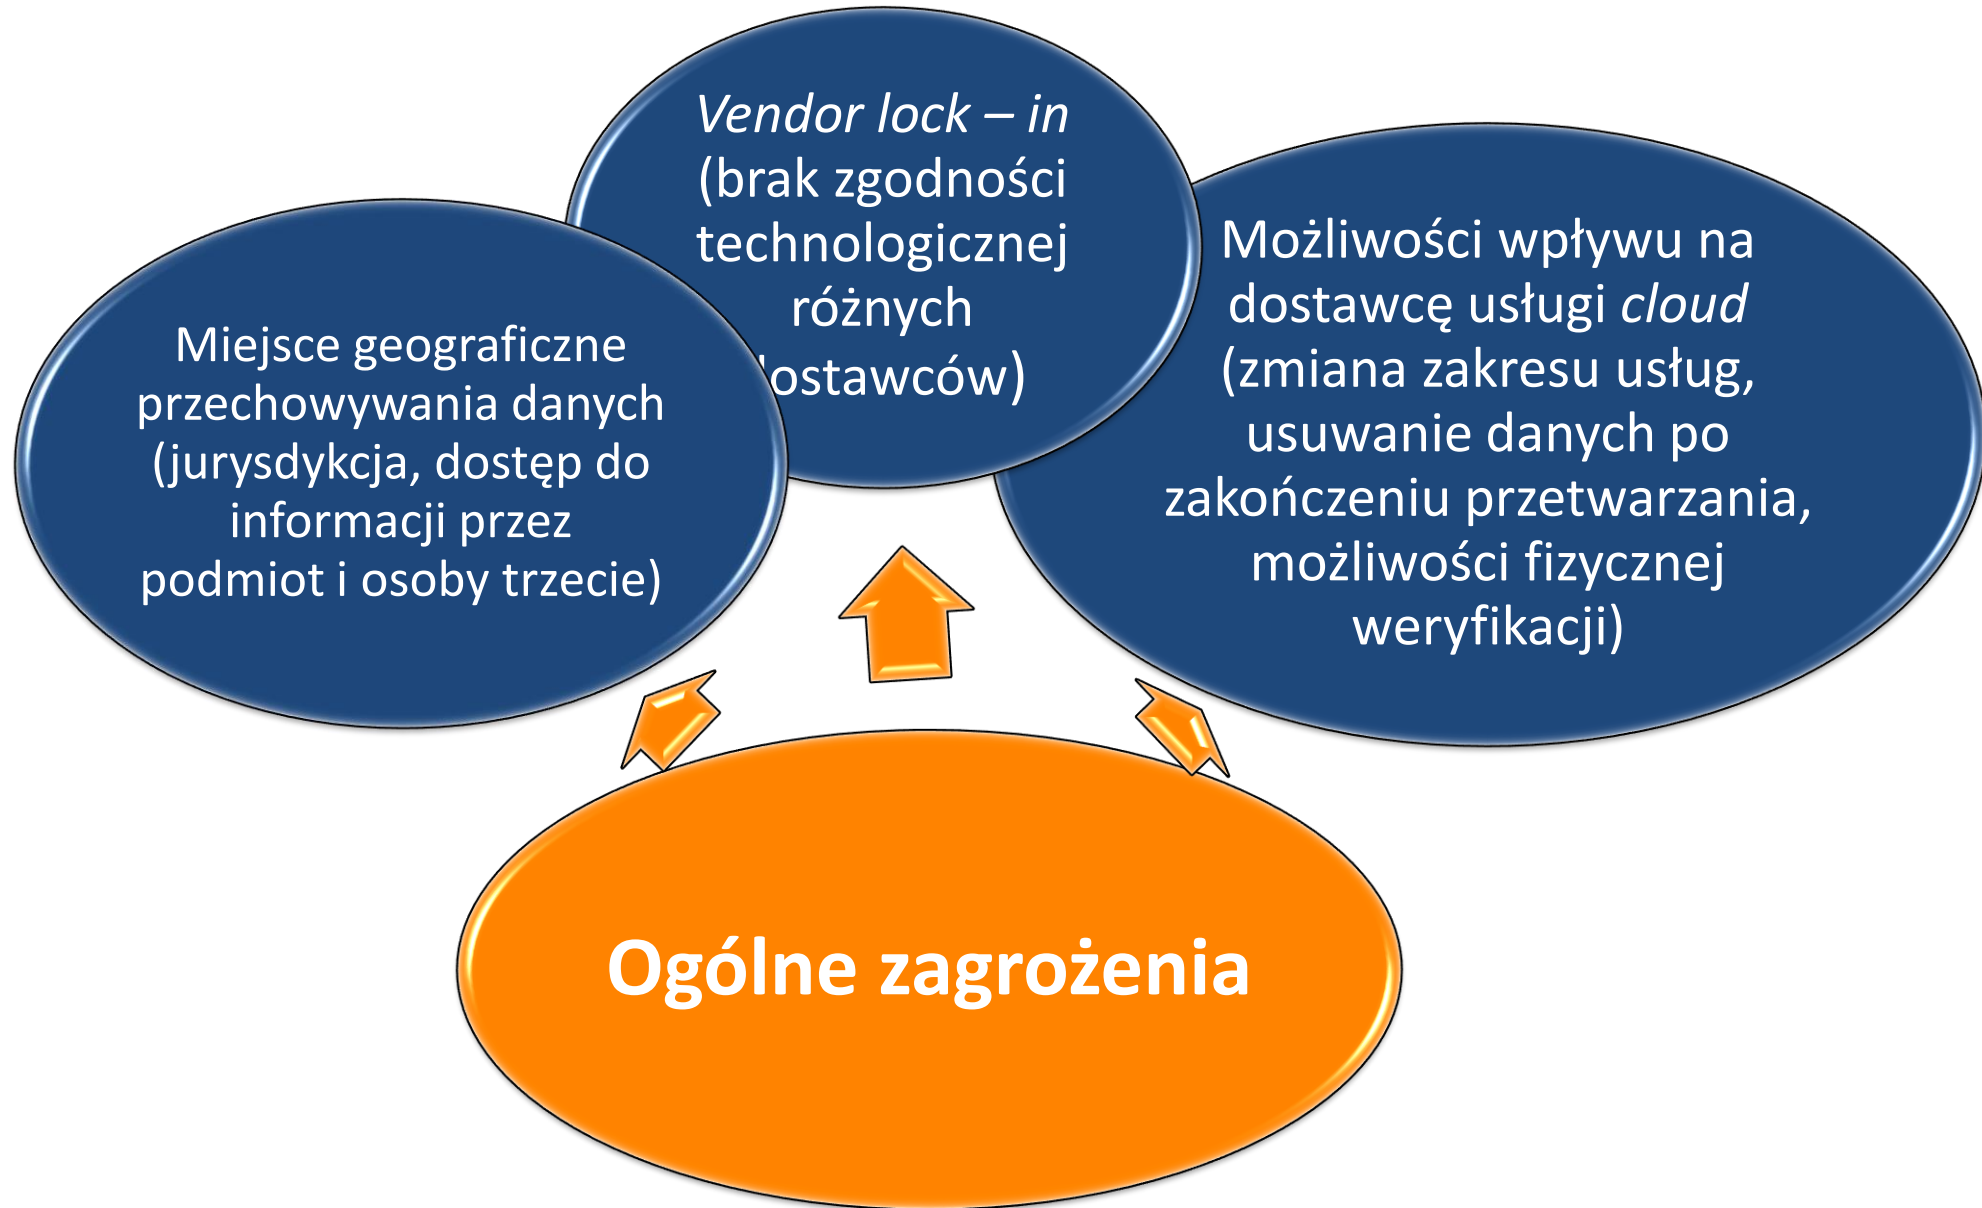 Vendor lock – in
(brak zgodności
technologicznej
różnych
dostawców)
Miejsce geograficzne
przechowywania danych
(jurysdykcja, dostęp do
informacji przez
podmiot i osoby trzecie)
Możliwości wpływu na
dostawcę usługi cloud
(zmiana zakresu usług,
usuwanie danych po
zakończeniu przetwarzania,
możliwości fizycznej
weryfikacji)
Ogólne zagrożenia